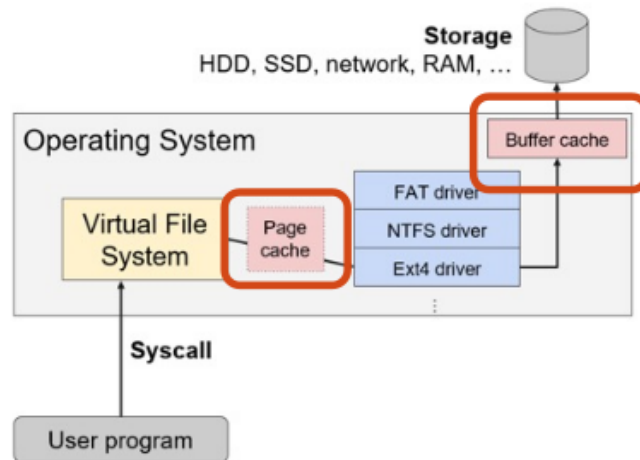 Storage
HDD, SSD, network, RAM, ...
Operating System
Buffer cache
FAT driver
Virtual File
System
Page
cache
NTFS driver
Ext4 driver
⋮
Syscall
User program